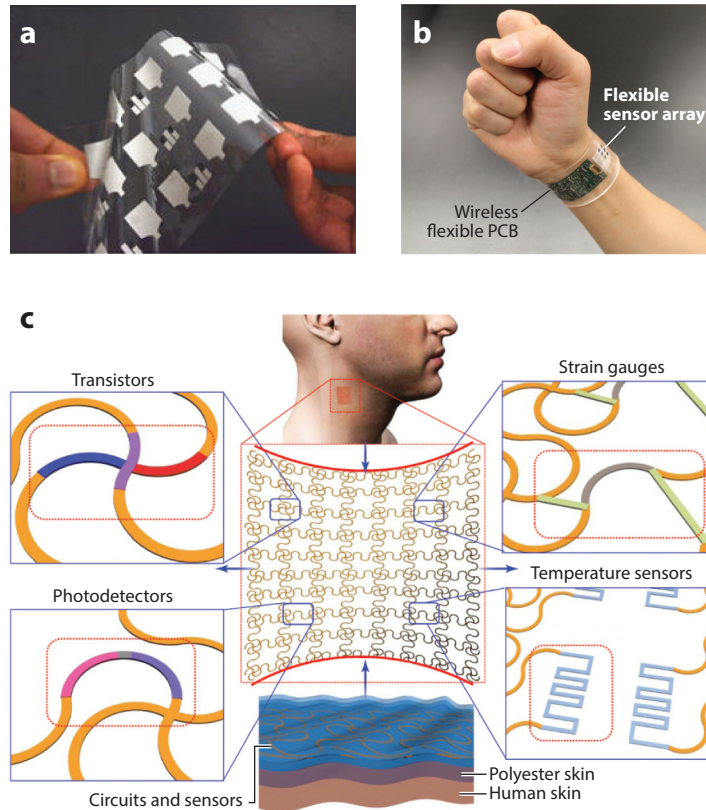 a
b
Flexible
sensor array
Wireless
flexible PCB
c
Transistors
Strain gauges
Photodetectors
Temperature sensors
Circuits and sensors
Polyester skin
Human skin